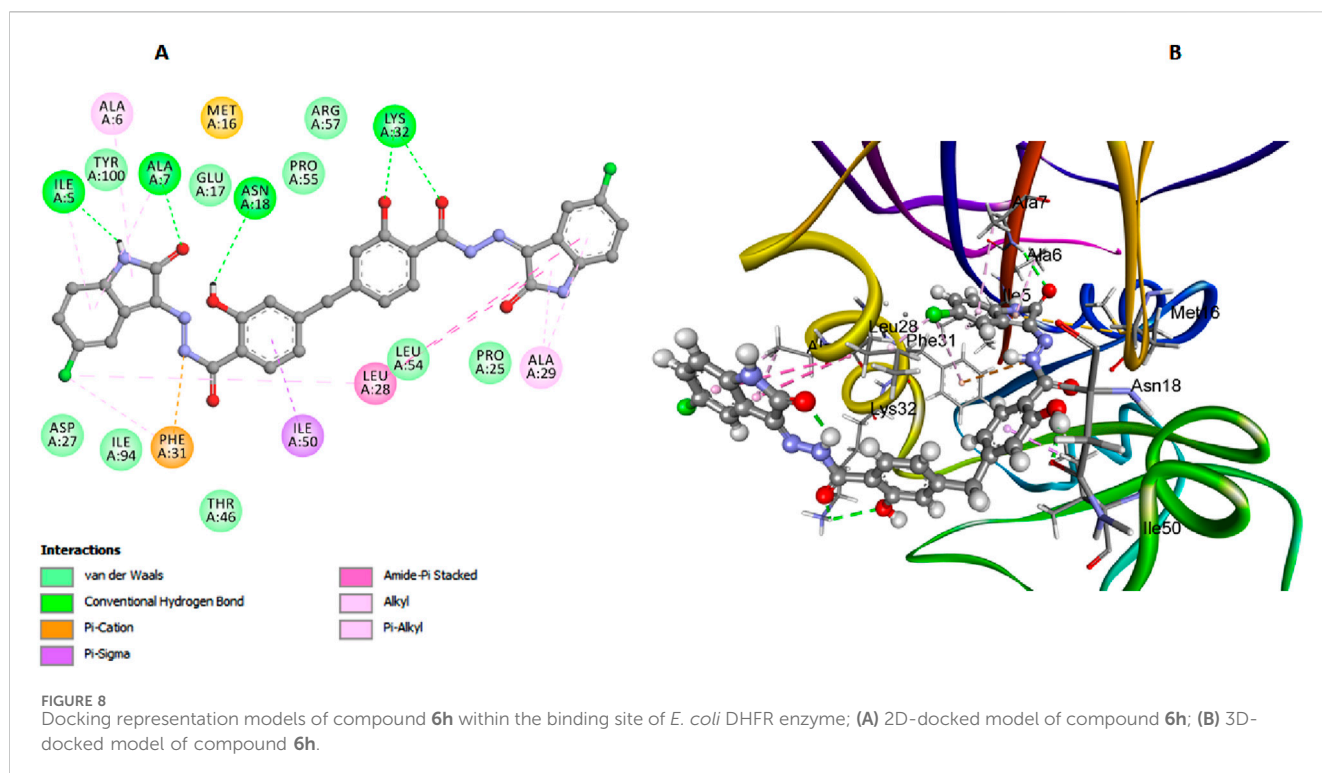 A
B
ALA
A:6
MET
A:16
ARG
A:57
LYS
A:32
TYR
A:100
ALA
A:7
GLU
A:17
PRO
A:55
ILE
A:5
ASN
A:18
LEU
A:54
PRO
A:25
ALA
A:29
LEU
A:28
ASP
A:27
ILE
A:94
PHE
A:31
ILE
A:50
THR
A:46
Ala7
Ala6
Met16
Leu28
Phe31
Asn18
Lys32
Ile50
Interactions
van der Waals
Conventional Hydrogen Bond
Pi-Cation
Pi-Sigma
Amide-Pi Stacked
Alkyl
Pi-Alkyl
FIGURE 8
Docking representation models of compound 6h within the binding site of E. coli DHFR enzyme; (A) 2D-docked model of compound 6h; (B) 3D-
docked model of compound 6h.